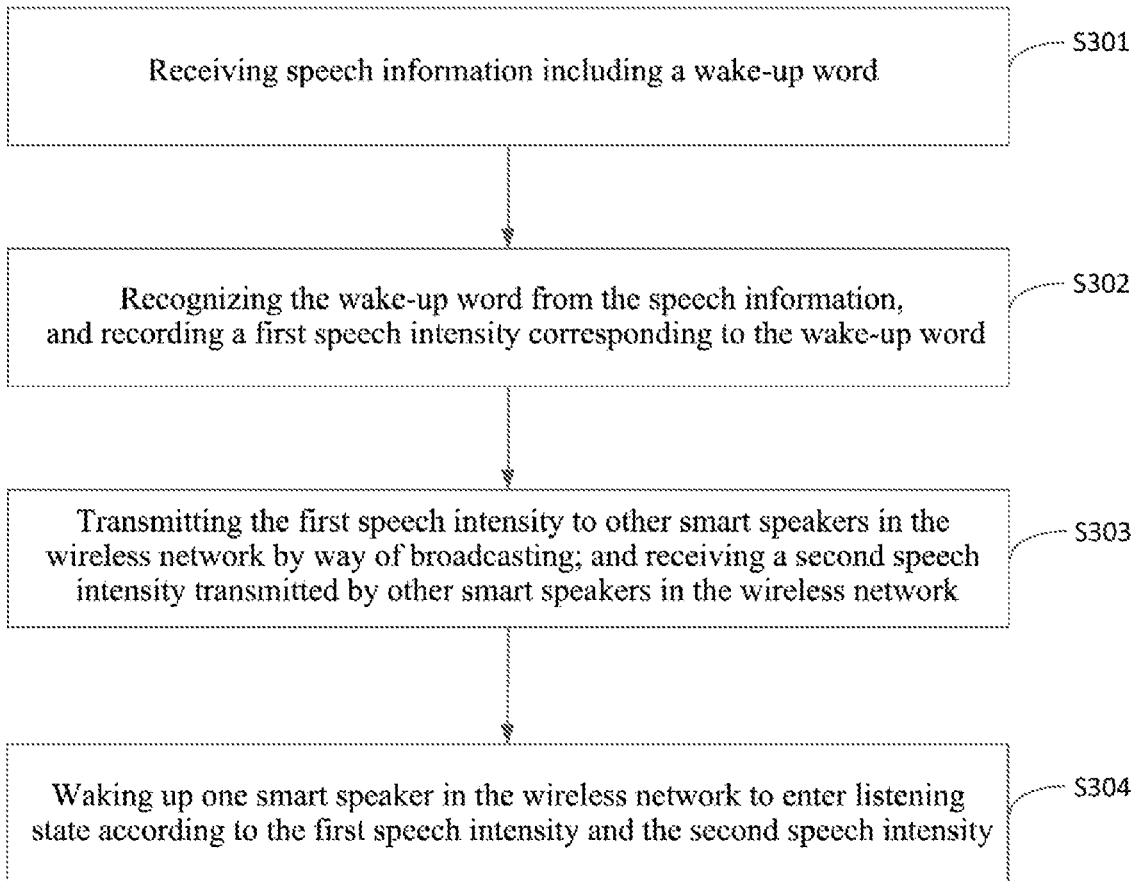 Receiving speech information including a wake-up word
S301
Recognizing the wake-up word from the speech information,
and recording a first speech intensity corresponding to the wake-up word
S302
Transmitting the first speech intensity to other smart speakers in the
wireless network by way of broadcasting; and receiving a second speech
intensity transmitted by other smart speakers in the wireless network
S303
Waking up one smart speaker in the wireless network to enter listening
state according to the first speech intensity and the second speech intensity
S304